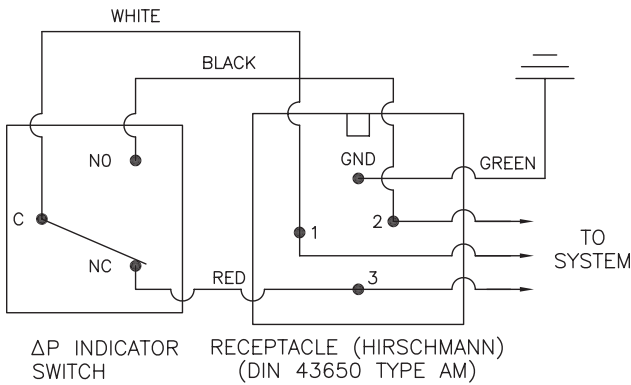 WHITE
BLACK
NO
GND
GREEN
C
1
2
TO
SYSTEM
NC
RED
3
ΔP INDICATOR
SWITCH
RECEPTACLE (HIRSCHMANN)
(DIN 43650 TYPE AM)